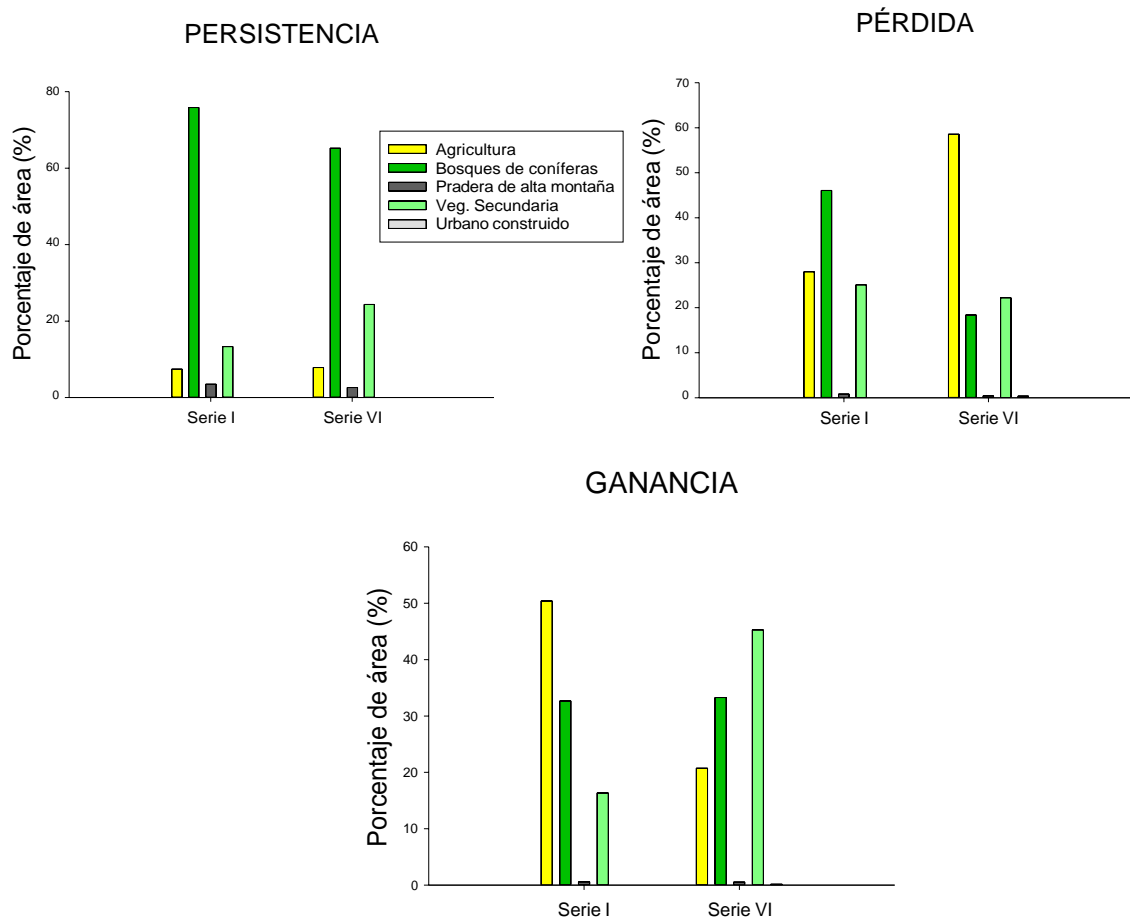 PERSISTENCIA
Porcentaje de área (%)
80
60
40
20
0
Serie I
Serie VI
Agricultura
Bosques de coníferas
Pradera de alta montaña
Veg. Secundaria
Urbano construido
PÉRDIDA
Porcentaje de área (%)
70
60
50
40
30
20
10
0
Serie I
Serie VI
GANANCIA
Porcentaje de área (%)
60
50
40
30
20
10
0
Serie I
Serie VI